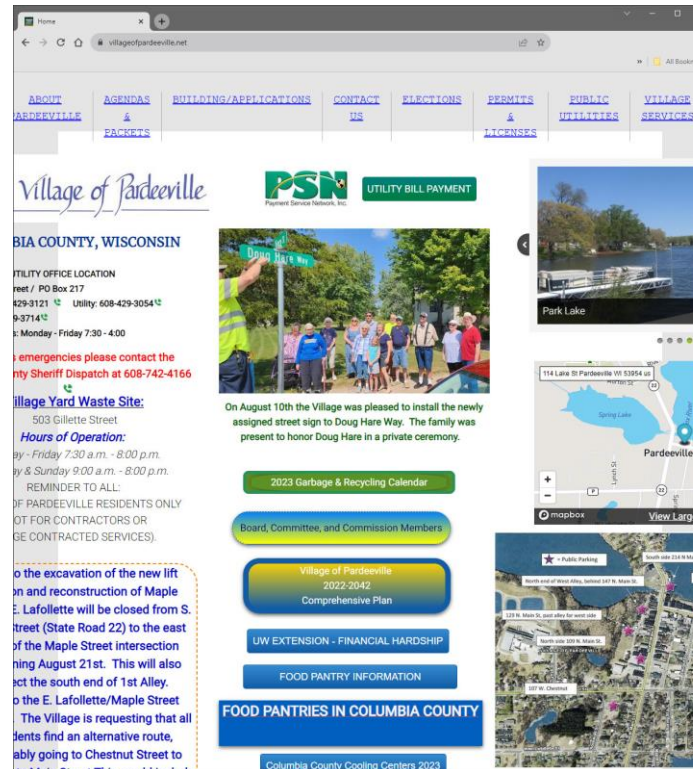 Home
villageofpardeeville.net
» All Bookm
ABOUT
PARDEEVILLE
AGENDAS
&
PACKETS
BUILDING/APPLICATIONS
CONTACT
US
ELECTIONS
PERMITS
&
LICENSES
PUBLIC
UTILITIES
VILLAGE
SERVICES
Village of Pardeeville
BIA COUNTY, WISCONSIN
UTILITY OFFICE LOCATION
reet / PO Box 217
429-3121 Utility: 608-429-3054
9-3714
s: Monday - Friday 7:30 - 4:00
s emergencies please contact the
nty Sheriff Dispatch at 608-742-4166
illage Yard Waste Site:
503 Gillette Street
Hours of Operation:
ay - Friday 7:30 a.m. - 8:00 p.m.
ay & Sunday 9:00 a.m. - 8:00 p.m.
REMINDER TO ALL:
OF PARDEEVILLE RESIDENTS ONLY
OT FOR CONTRACTORS OR
GE CONTRACTED SERVICES).
o the excavation of the new lift
on and reconstruction of Maple
E. Lafollette will be closed from S.
Street (State Road 22) to the east
of the Maple Street intersection
ning August 21st. This will also
ect the south end of 1st Alley.
o the E. Lafollette/Maple Street
. The Village is requesting that all
dents find an alternative route,
ably going to Chestnut Street to
PSN
Payment Service Network, Inc.
UTILITY BILL PAYMENT
Doug Hare Way
On August 10th the Village was pleased to install the newly
assigned street sign to Doug Hare Way. The family was
present to honor Doug Hare in a private ceremony.
2023 Garbage & Recycling Calendar
Board, Committee, and Commission Members
Village of Pardeeville
2022-2042
Comprehensive Plan
UW EXTENSION - FINANCIAL HARDSHIP
FOOD PANTRY INFORMATION
FOOD PANTRIES IN COLUMBIA COUNTY
Columbia County Cooling Centers 2023
Park Lake
114 Lake St Pardeeville WI 53954 us
22
Spring Lake
Lynch St
Pardeeville
P
22
+
-
mapbox
View Larg
= Public Parking
South side 214 N Ma
North end of West Alley, behind 147 N. Main St.
129 N. Main St, east alley for west side
North side 109 N. Main St.
107 W. Chestnut